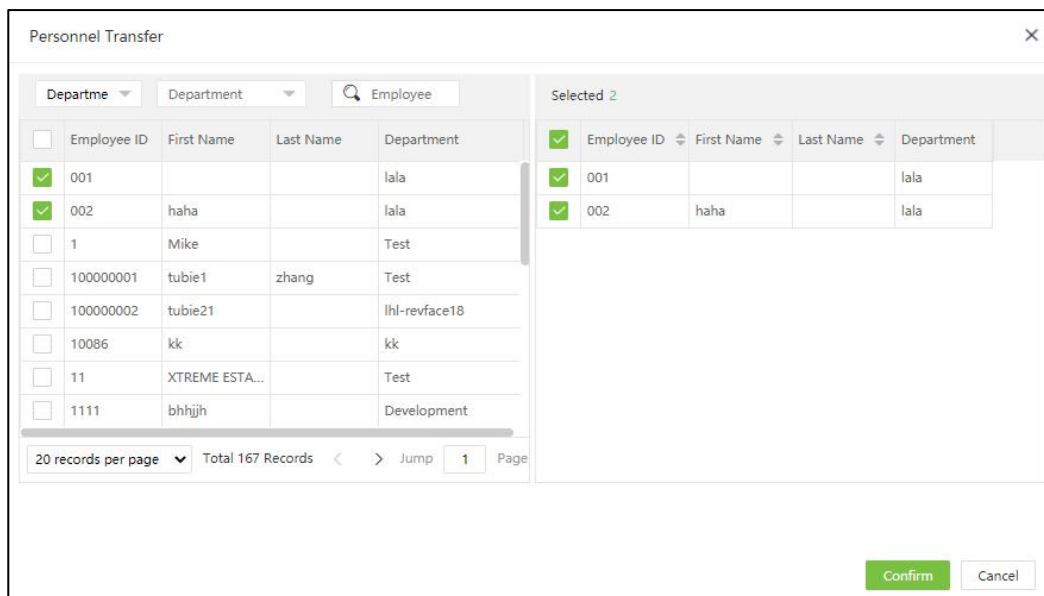 Personnel Transfer
Departme Department Employee
Selected 2
Employee ID First Name Last Name Department
Employee ID First Name Last Name Department
001 lala
001 lala
002 haha lala
002 haha lala
1 Mike Test
100000001 tubie1 zhang Test
100000002 tubie21 lhl-revface18
10086 kk kk
11 XTREME ESTA... Test
1111 bhhjjh Development
20 records per page Total 167 Records < > Jump 1 Page
Confirm Cancel